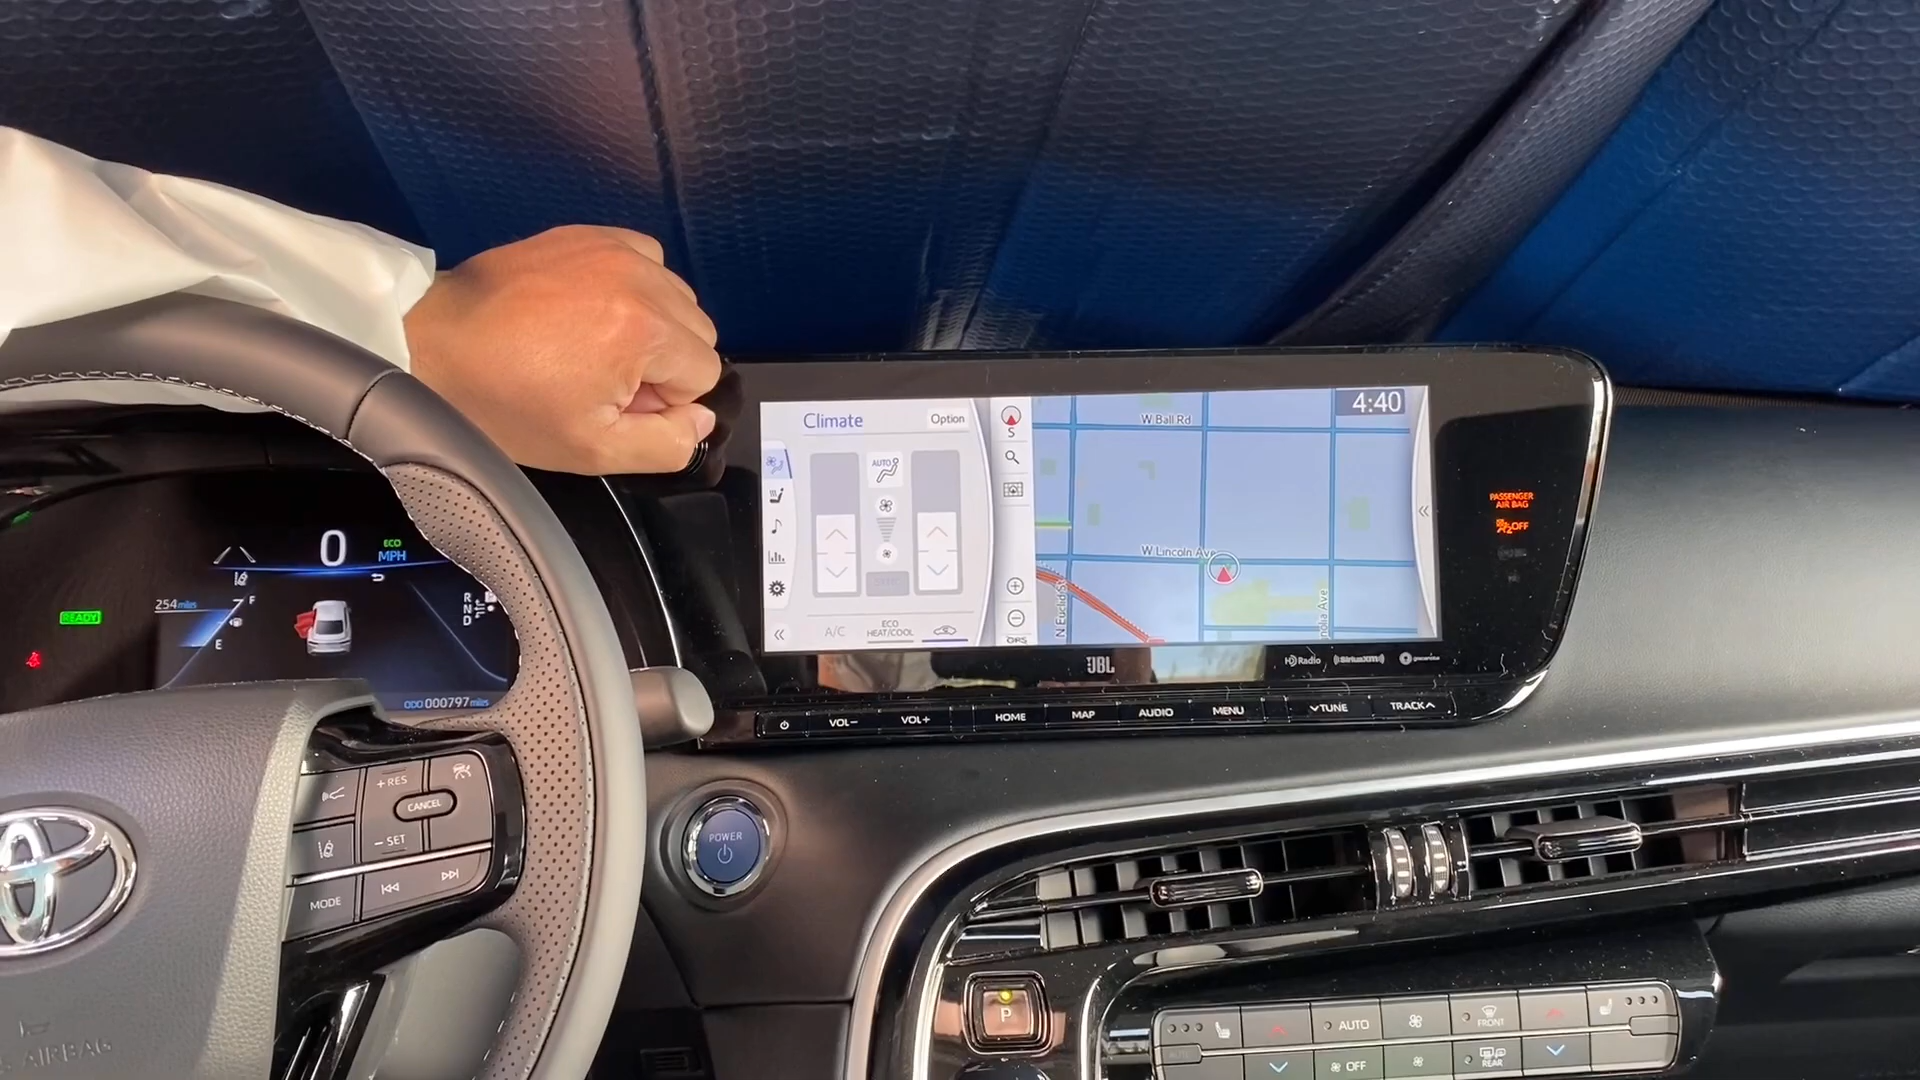 4:40
Climate
Option
W Ball Rd
S
AUTO
PASSENGER
AIR BAG
OFF
W Lincoln Ave
0
ECO
MPH
254 miles
F
E
R
N
D
READY
N Euclid St
ECO
HEAT/COOL
A/C
ODO 000797 miles
JBL
HD Radio
SiriusXM
VOL-
VOL+
HOME
MAP
AUDIO
MENU
TUNE
TRACK
+RES
CANCEL
-SET
MODE
POWER
P
AUTO
FRONT
OFF
REAR
AIRBAG